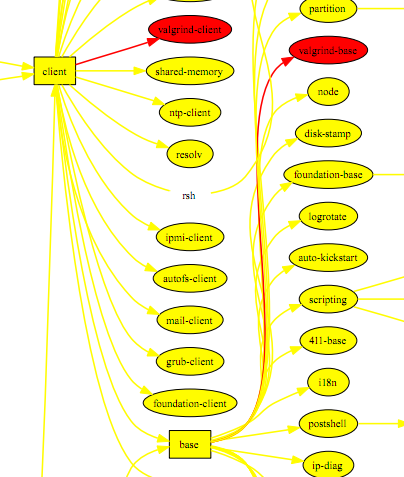 client
valgrind-client
shared-memory
ntp-client
resolv
rsh
ipmi-client
autofs-client
mail-client
grub-client
foundation-client
base
partition
valgrind-base
node
disk-stamp
foundation-base
logrotate
auto-kickstart
scripting
411-base
i18n
postshell
ip-diag